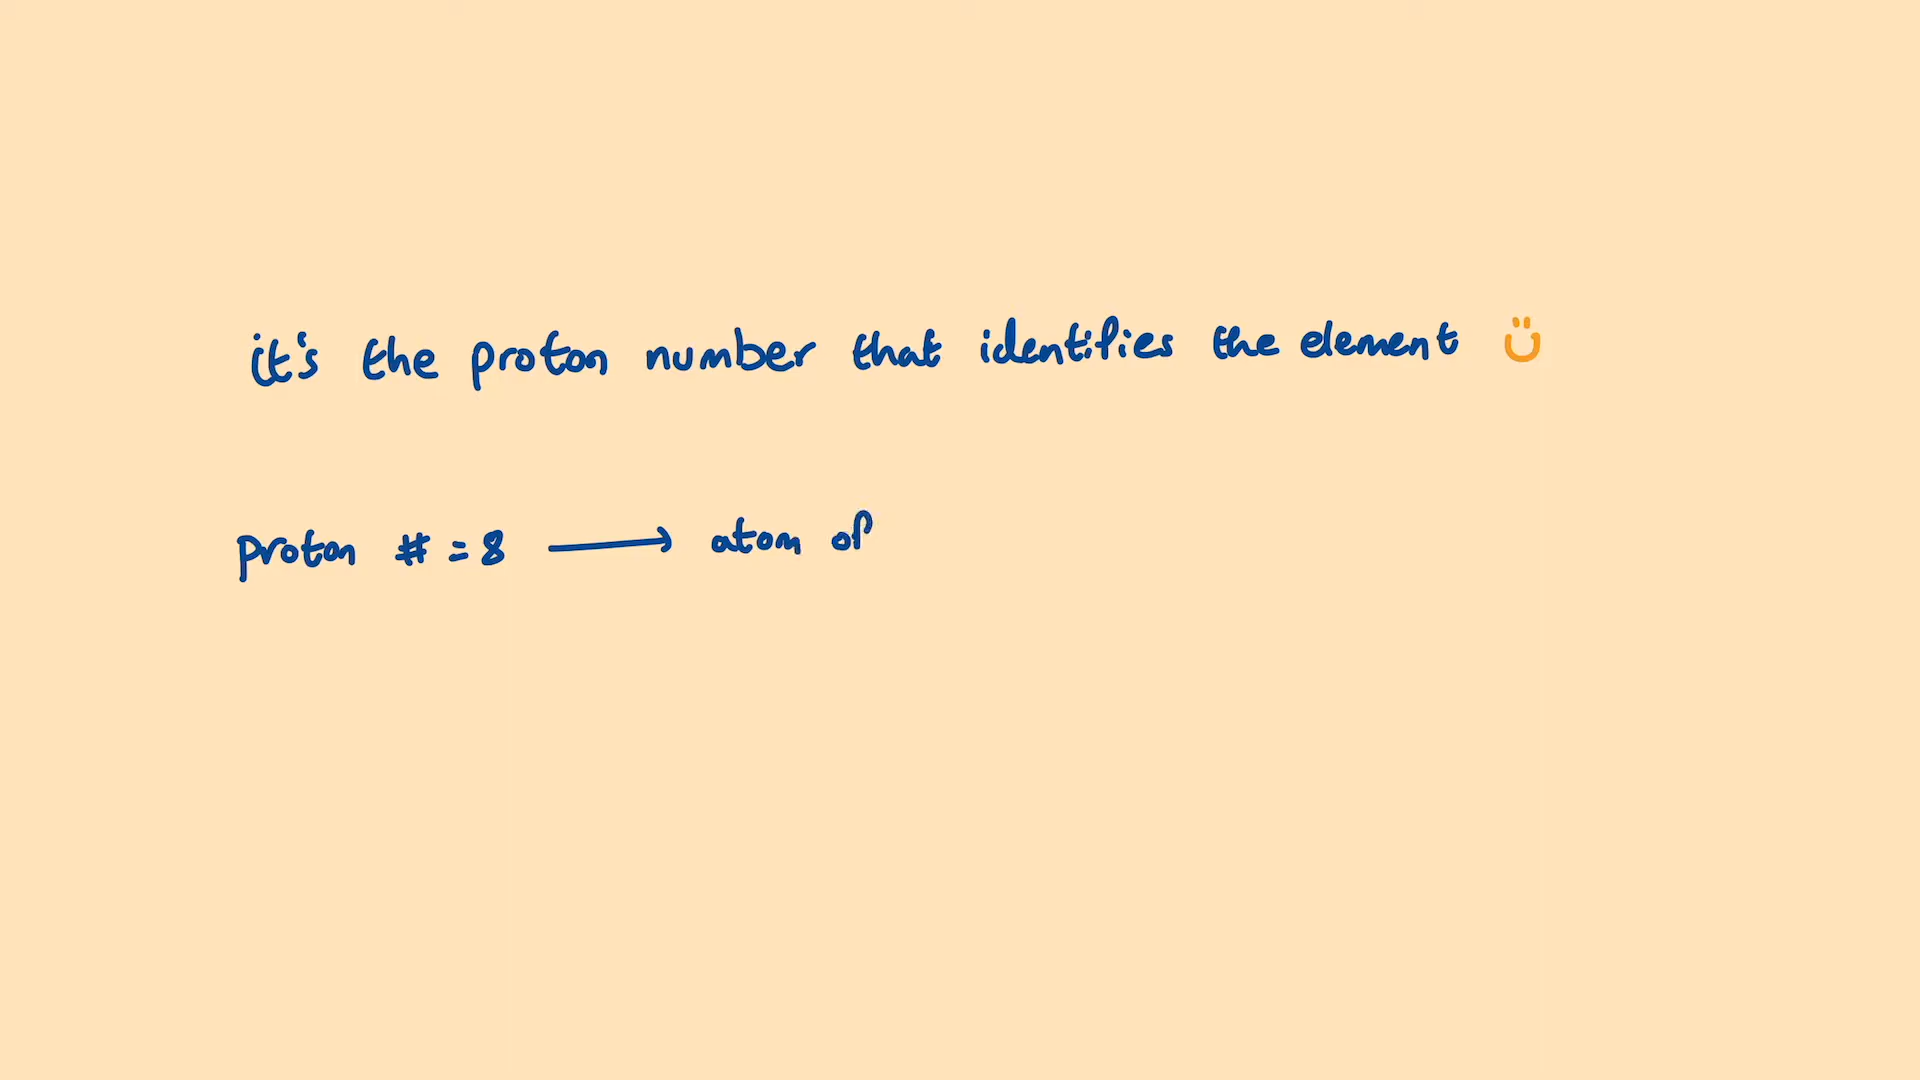 it's the proton number that identifies the element
proton # = 8 → atom of